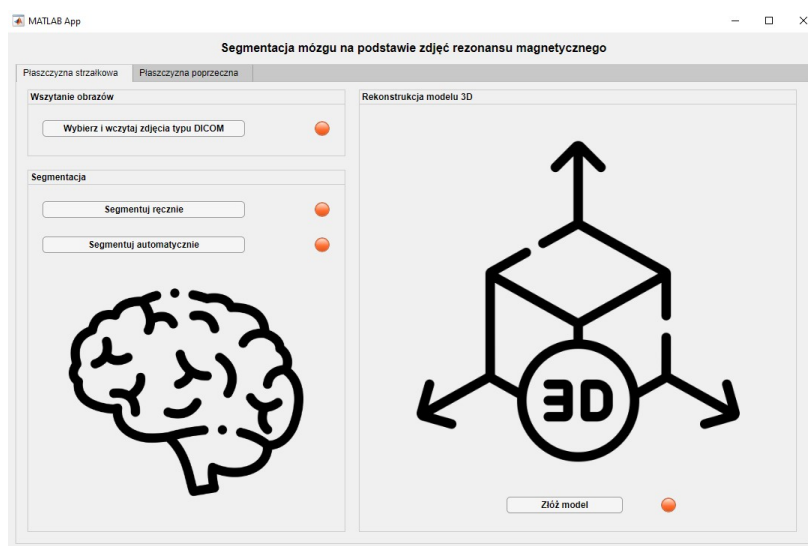 MATLAB App
Segmentacja mózgu na podstawie zdjęć rezonansu magnetycznego
Płaszczyzna strzałkowa
Płaszczyzna poprzeczna
Wszytanie obrazów
Wybierz i wczytaj zdjęcia typu DICOM
Segmentacja
Segmentuj ręcznie
Segmentuj automatycznie
Rekonstrukcja modelu 3D
3D
Złóż model